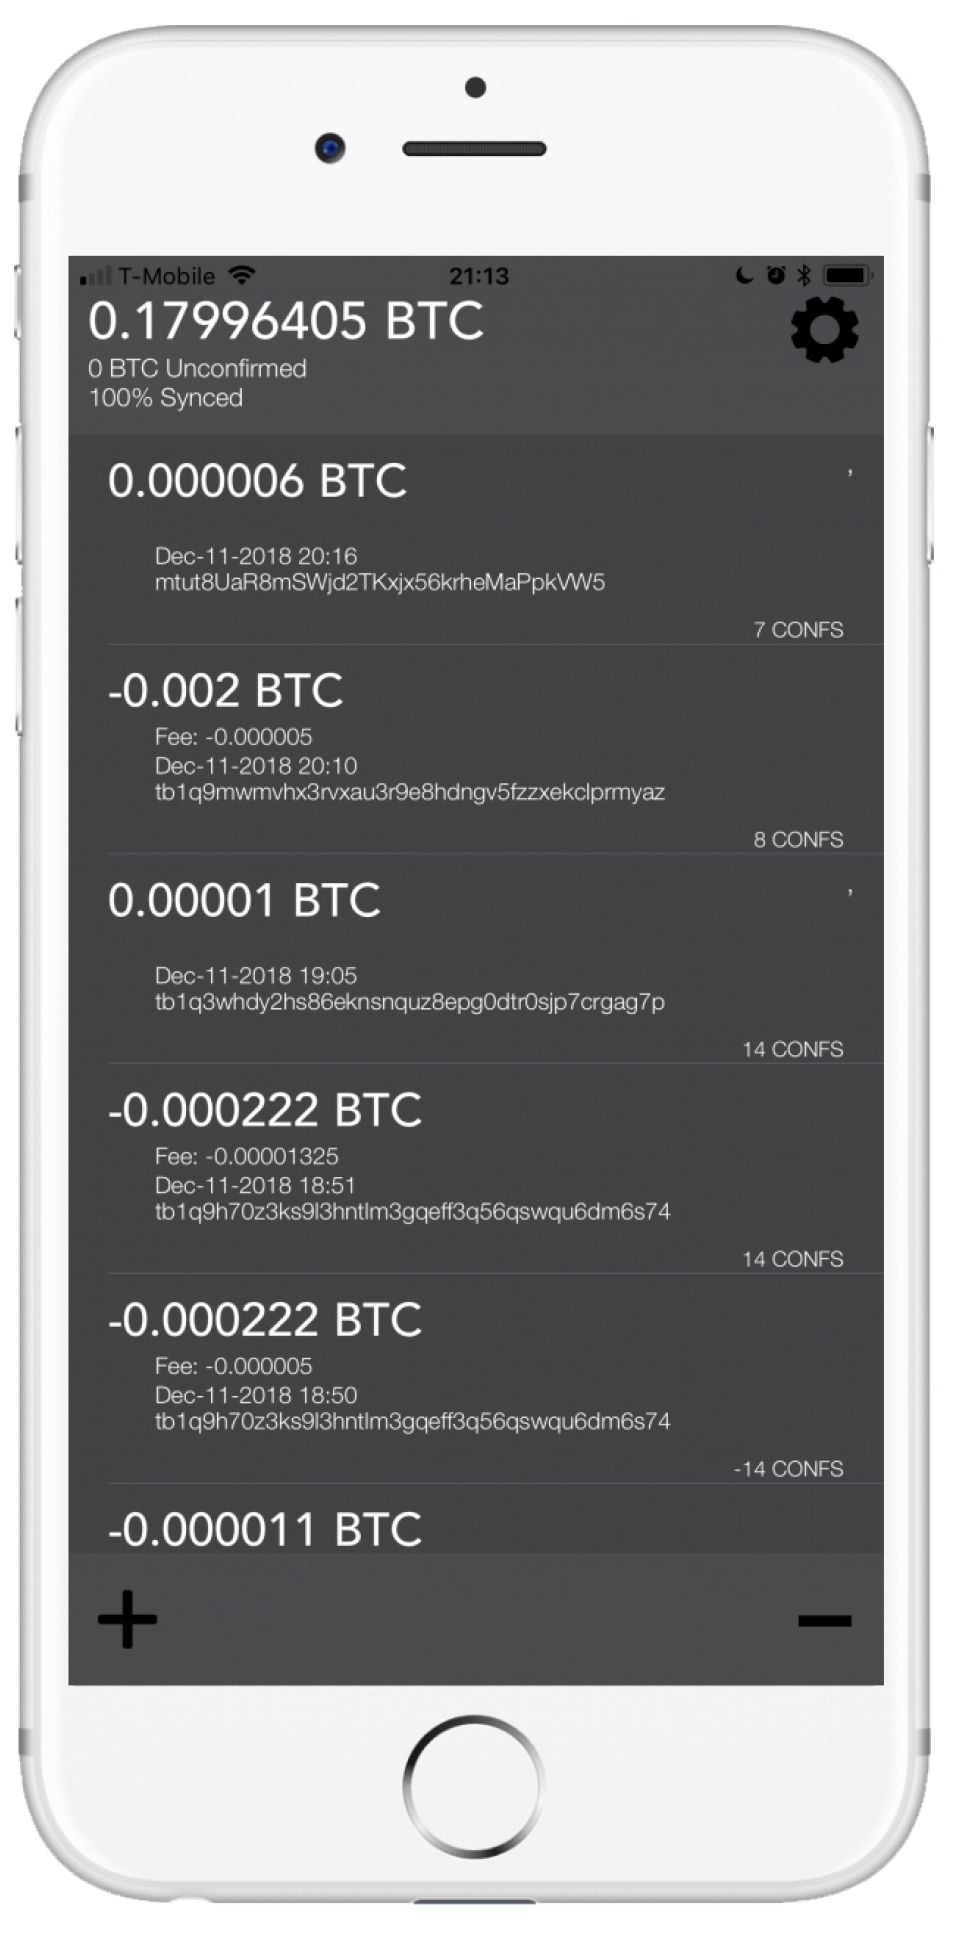 T-Mobile 21:13
0.17996405 BTC
0 BTC Unconfirmed
100% Synced
0.000006 BTC ,
Dec-11-2018 20:16
mtut8UaR8mSWjd2TKxjx56krheMaPpkVW5
7 CONFS
-0.002 BTC
Fee: -0.000005
Dec-11-2018 20:10
tb1q9mwmvhx3rvxau3r9e8hdngv5fzzxekclprmyaz
8 CONFS
0.00001 BTC ,
Dec-11-2018 19:05
tb1q3whdy2hs86eknsnquz8epg0dtr0sjp7crgag7p
14 CONFS
-0.000222 BTC
Fee: -0.00001325
Dec-11-2018 18:51
tb1q9h70z3ks9l3hntlm3gqeff3q56qswqu6dm6s74
14 CONFS
-0.000222 BTC
Fee: -0.000005
Dec-11-2018 18:50
tb1q9h70z3ks9l3hntlm3gqeff3q56qswqu6dm6s74
-14 CONFS
-0.000011 BTC